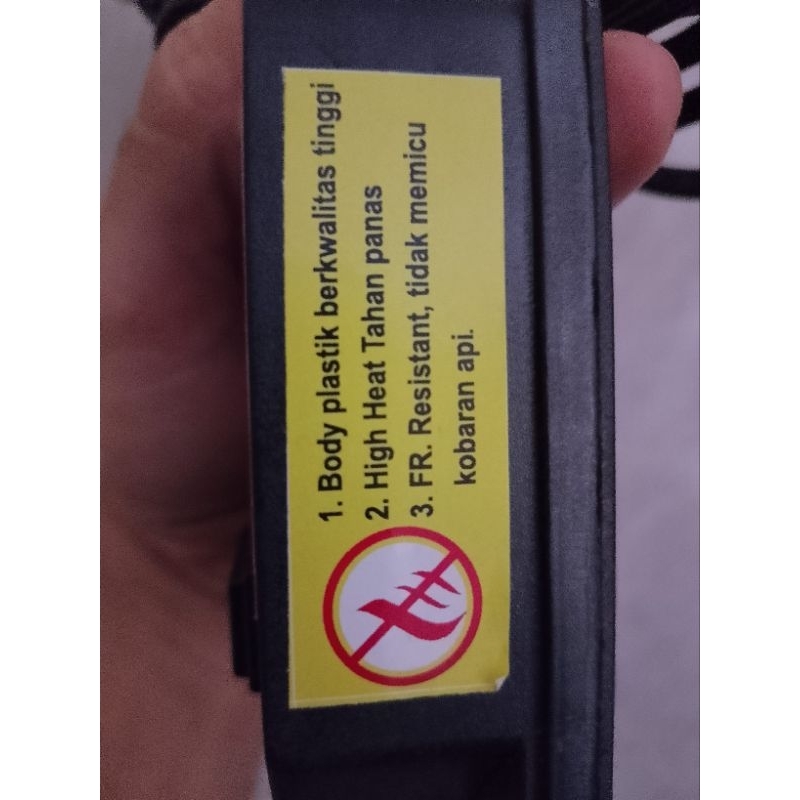 1. Body plastik berkwalitas tinggi
2. High Heat Tahan panas
3. FR. Resistant, tidak memicu
kobaran api.